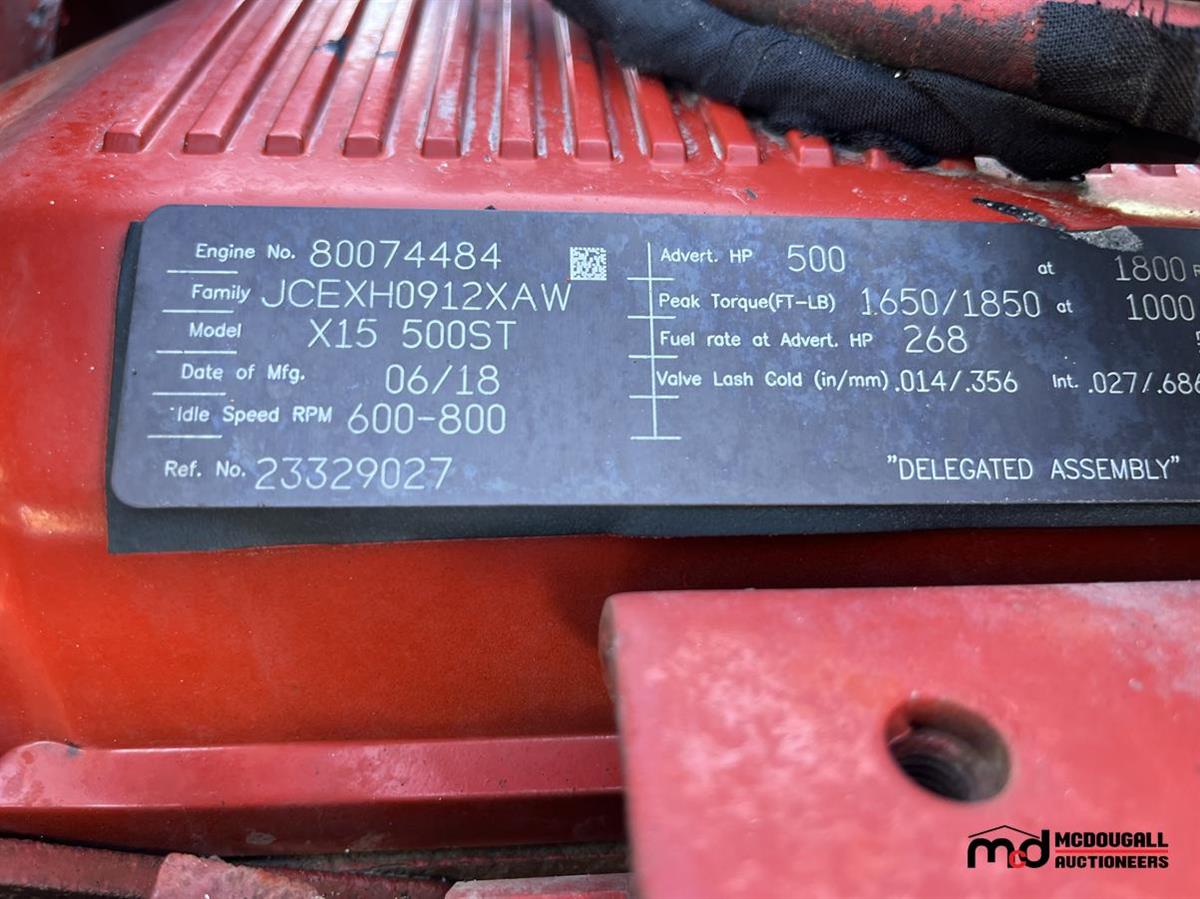 Engine No. 80074484
Family JCEXH0912XAW
Model X15 500ST
Date of Mfg. 06/18
Idle Speed RPM 600-800
Ref. No. 23329027
Advert. HP 500 at 1800
Peak Torque(FT-LB) 1650/1850 at 1000
Fuel rate at Advert. HP 268
Valve Lash Cold (in/mm) .014/.356 Int. .027/.686
"DELEGATED ASSEMBLY"
mcd MCDOUGALL
AUCTIONEERS